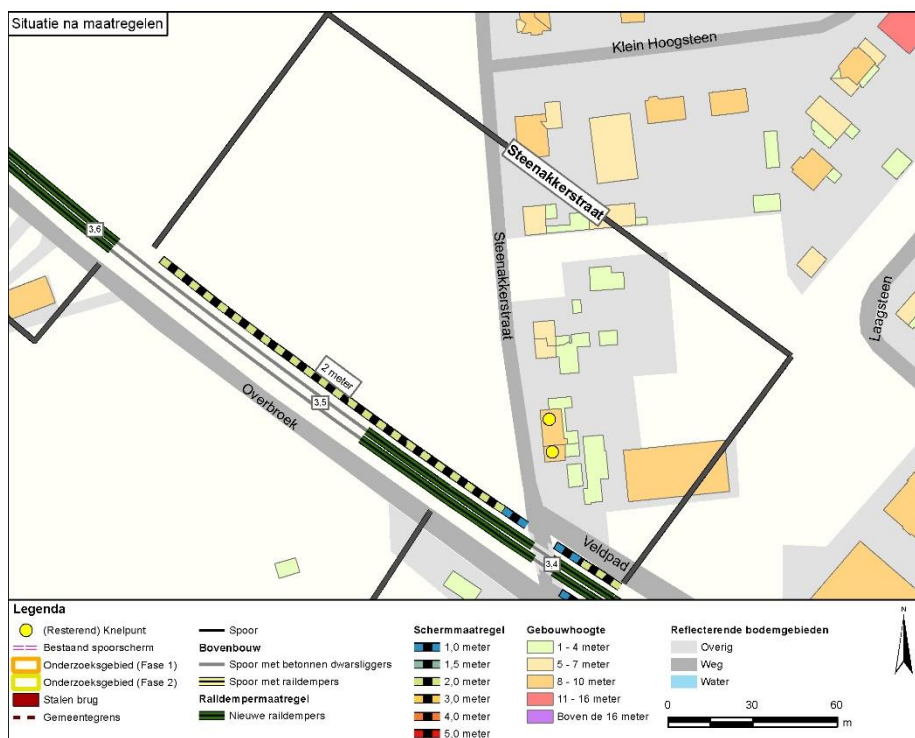 Situatie na maatregelen
Klein Hoogsteen
Steenakkerstraat
Steenakkerstraat
Laagsteen
3,6
2 meter
3,5
Overbroek
3,4
Veldpad
Legenda
(Resterend) Knelpunt
Bestaand spoorscherm
Onderzoeksgebied (Fase 1)
Onderzoeksgebied (Fase 2)
Stalen brug
Gemeentegrens
Spoor
Bovenbouw
Spoor met betonnen dwarsliggers
Spoor met raildempers
Raildempermaatregel
Nieuwe raildempers
Schermmaatregel
1,0 meter
1,5 meter
2,0 meter
3,0 meter
4,0 meter
5,0 meter
Gebouwhoogte
1 - 4 meter
5 - 7 meter
8 - 10 meter
11 - 16 meter
Boven de 16 meter
Reflecterende bodemgebieden
Overig
Weg
Water
N
0 30 60
m